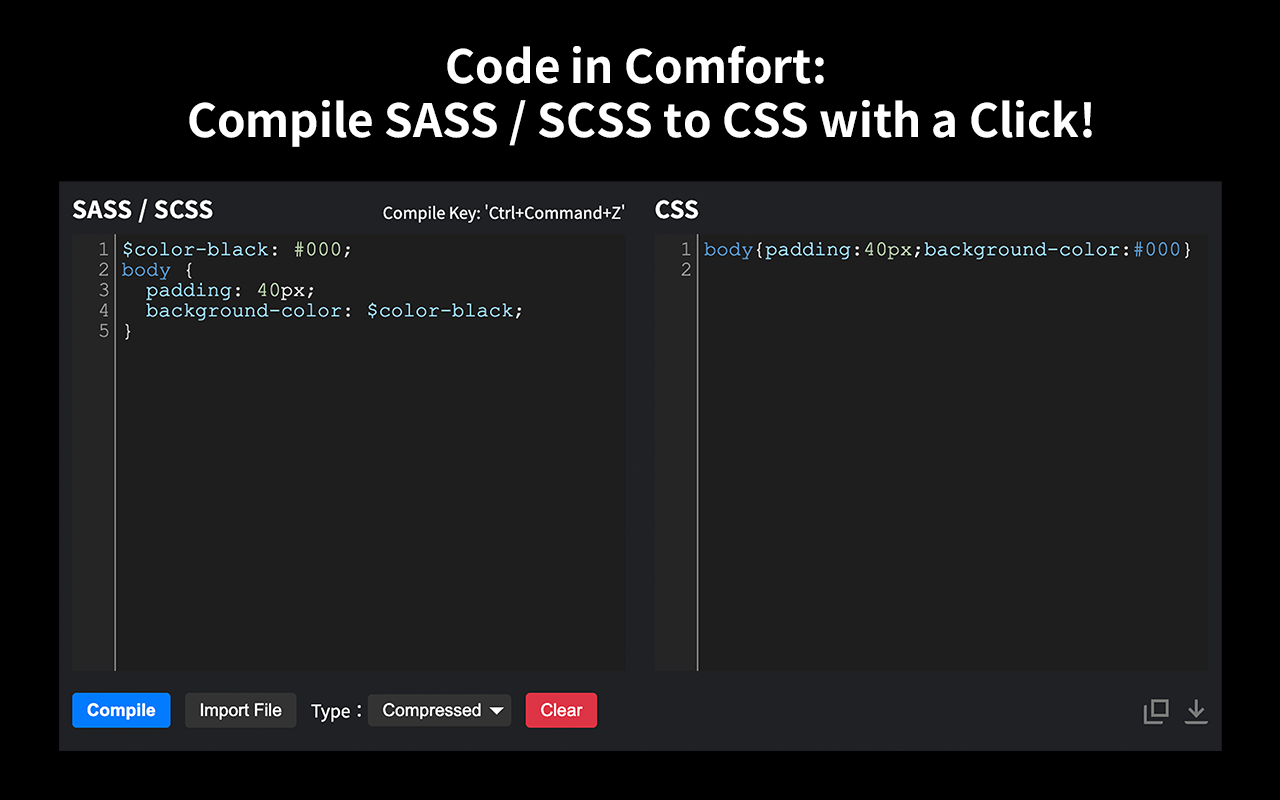 Code in Comfort:
Compile SASS / SCSS to CSS with a Click!
SASS / SCSS
Compile Key: 'Ctrl+Command+Z'
1 $color-black: #000;
2 body {
3   padding: 40px;
4   background-color: $color-black;
5 }
CSS
1 body{padding:40px;background-color:#000}
2
Compile
Import File
Type :
Compressed
Clear